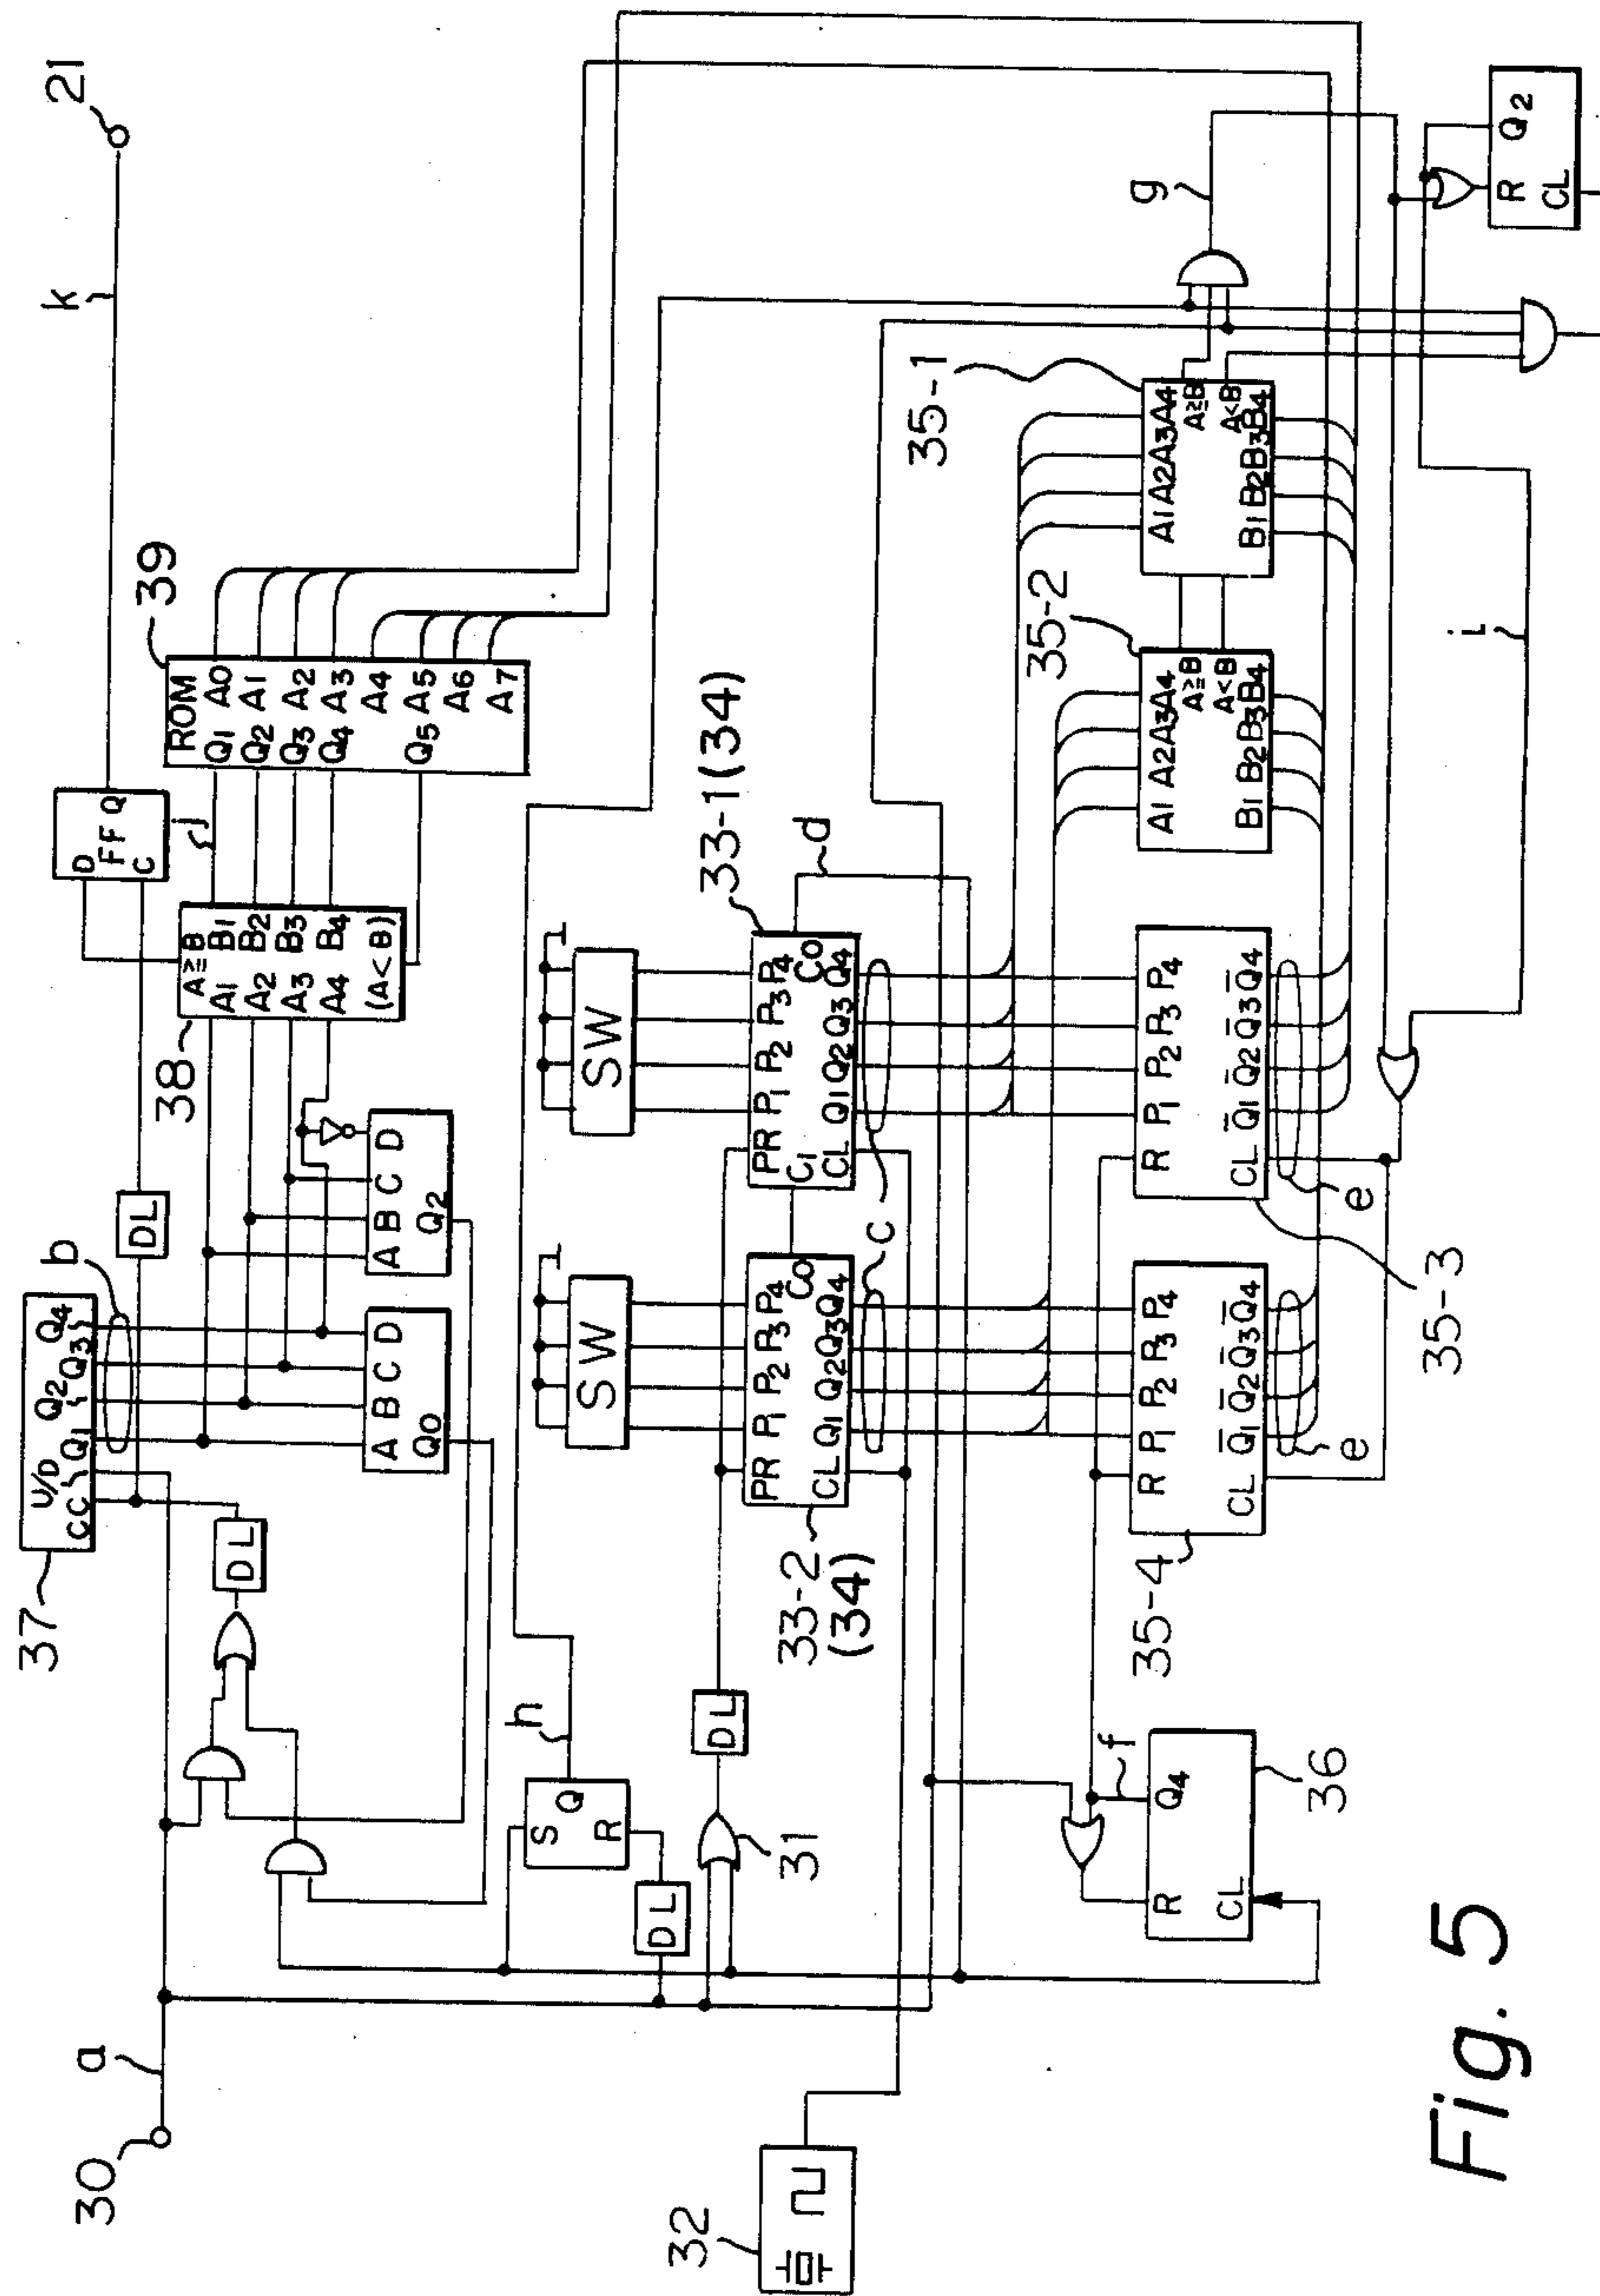 30
a
k
21
37
CC U/D Q1 Q2 Q3 Q4
b
DL
DL
A B C D
Q0
A B C D
Q2
38
A≧B
A1 B1
A2 B2
A3 B3
A4 B4
(A<B)
D
FF Q
C
j
39
ROM
Q1 A0
Q2 A1
Q3 A2
Q4 A3
A4
Q5 A5
A6
A7
h
S
Q
R
DL
31
DL
SW
SW
33-2
(34)
PR P1 P2 P3 P4
CO
CL Q1 Q2 Q3 Q4
33-1(34)
PR P1 P2 P3 P4
C1 CO
CL Q1 Q2 Q3 Q4
c
d
32
36
R Q4
CL
f
35-4
R P1 P2 P3 P4
CL Q̅1 Q̅2 Q̅3 Q̅4
e
35-3
R P1 P2 P3 P4
CL Q̅1 Q̅2 Q̅3 Q̅4
e
35-2
A1 A2 A3 A4
A≧B
A<B
B1 B2 B3 B4
35-1
A1 A2 A3 A4
A≧B
A<B
B1 B2 B3 B4
g
i
R Q2
CL
Fig. 5